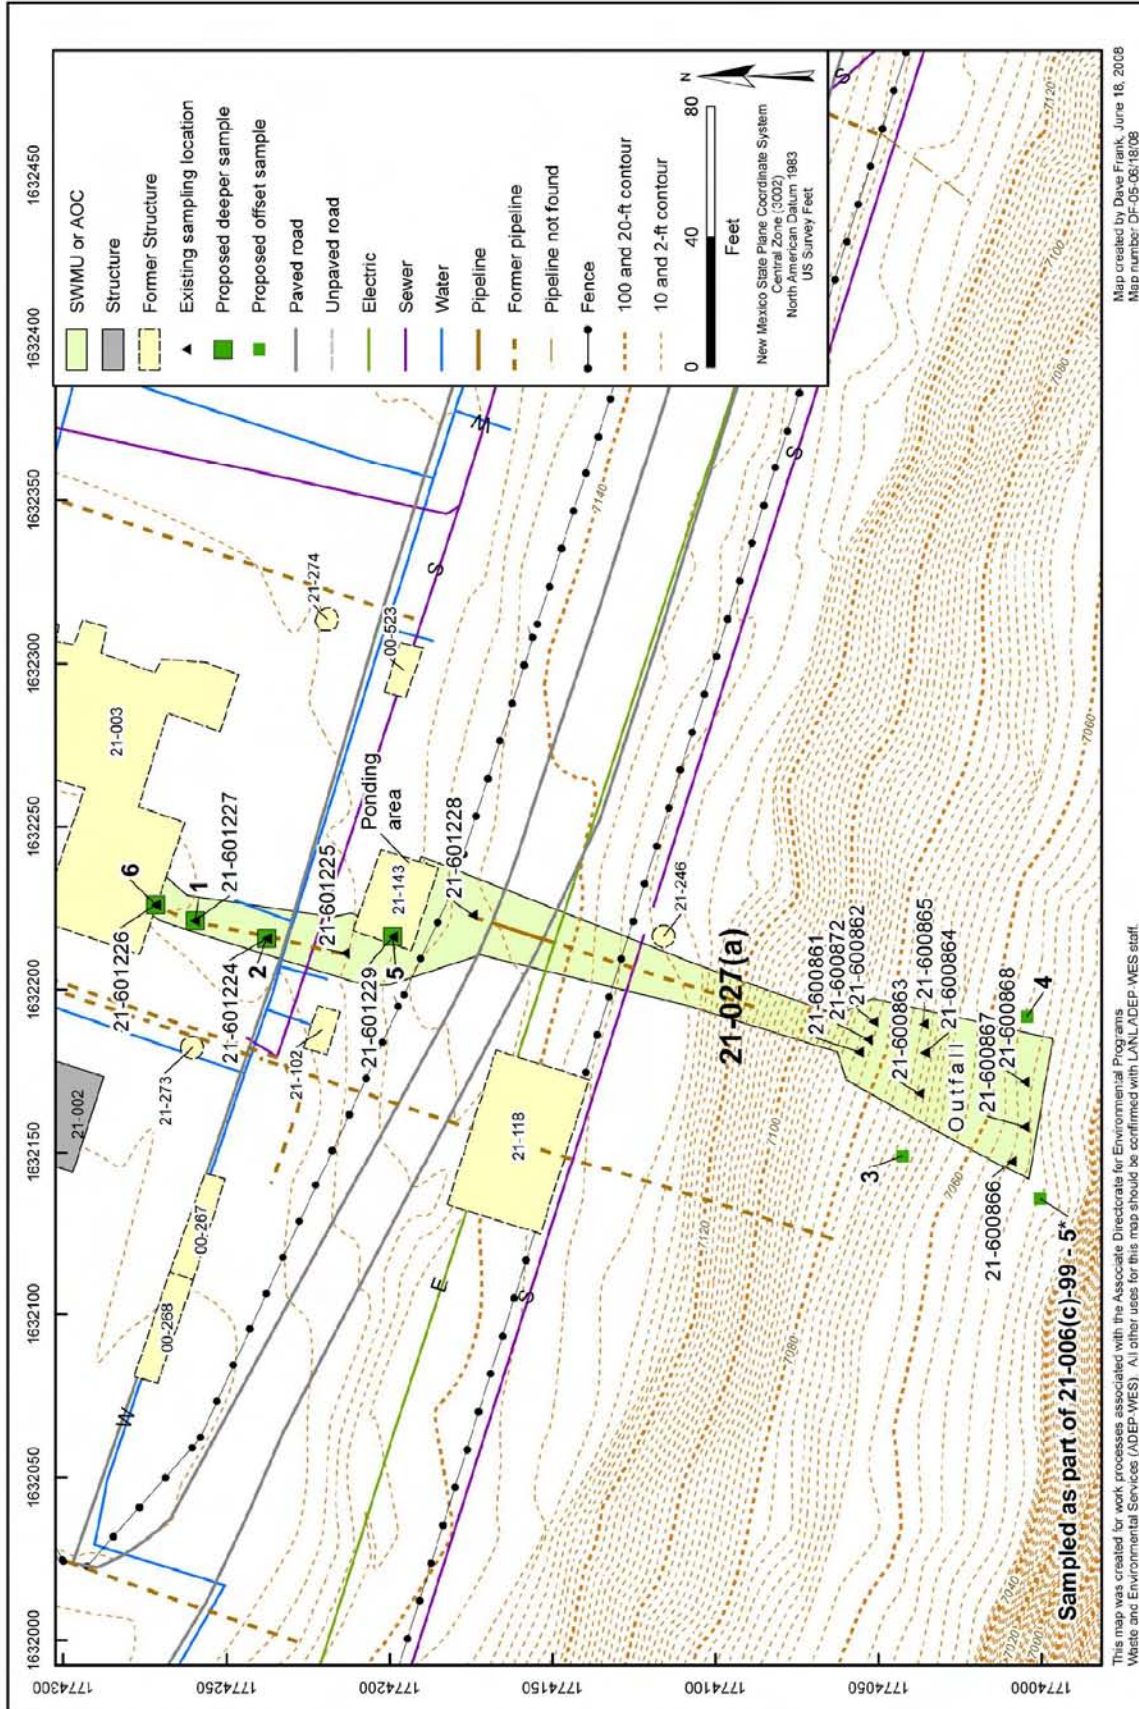 1632000
1632050
1632100
1632150
1632200
1632250
1632300
1632350
1632400
1632450
1774300
1774250
1774200
1774150
1774100
1774050
1774000
SWMU or AOC
Structure
Former Structure
Existing sampling location
Proposed deeper sample
Proposed offset sample
Paved road
Unpaved road
Electric
Sewer
Water
Pipeline
Former pipeline
Pipeline not found
Fence
100 and 20-ft contour
10 and 2-ft contour
0
40
80
Feet
N
New Mexico State Plane Coordinate System
Central Zone (3002)
North American Datum 1983
US Survey Feet
21-002
21-003
21-273
21-274
00-267
00-268
00-523
21-102
21-143
21-118
21-246
Ponding
area
6
21-601226
1
21-601227
21-601224
2
21-601225
21-601229
5
21-601228
21-027(a)
21-600861
21-600872
21-600862
21-600863
21-600865
21-600864
21-600867
21-600868
21-600866
Outfall
3
4
Sampled as part of 21-006(c)-99 - 5*
W
W
S
S
S
S
E
7140
7120
7100
7080
7060
7060
7080
7100
7120
7040
7020
7000
This map was created for work processes associated with the Associate Directorate for Environmental Programs
Waste and Environmental Services (ADEP-WES). All other uses for this map should be confirmed with LANL ADEP-WES staff.
Map created by Dave Frank, June 18, 2008
Map number DF-05-06/18/08